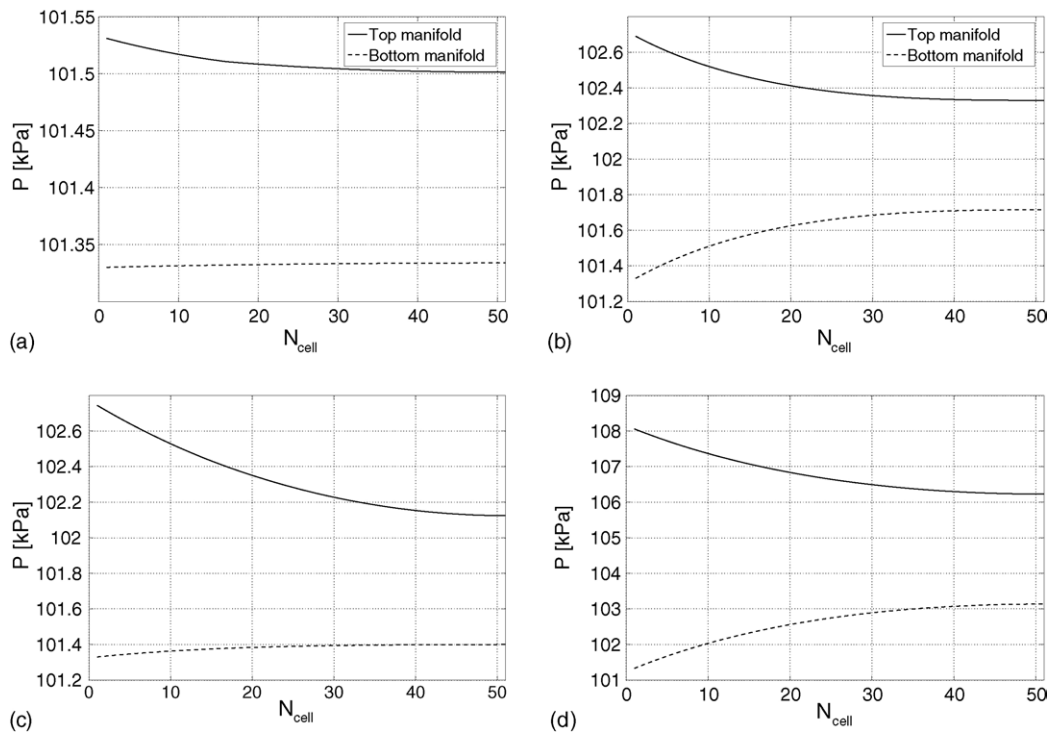 101.55
101.5
101.45
101.4
101.35
P [kPa]
0 10 20 30 40 50
N_cell
Top manifold
Bottom manifold
(a)
102.6
102.4
102.2
102
101.8
101.6
101.4
101.2
P [kPa]
0 10 20 30 40 50
N_cell
Top manifold
Bottom manifold
(b)
102.6
102.4
102.2
102
101.8
101.6
101.4
101.2
P [kPa]
0 10 20 30 40 50
N_cell
(c)
109
108
107
106
105
104
103
102
101
P [kPa]
0 10 20 30 40 50
N_cell
(d)